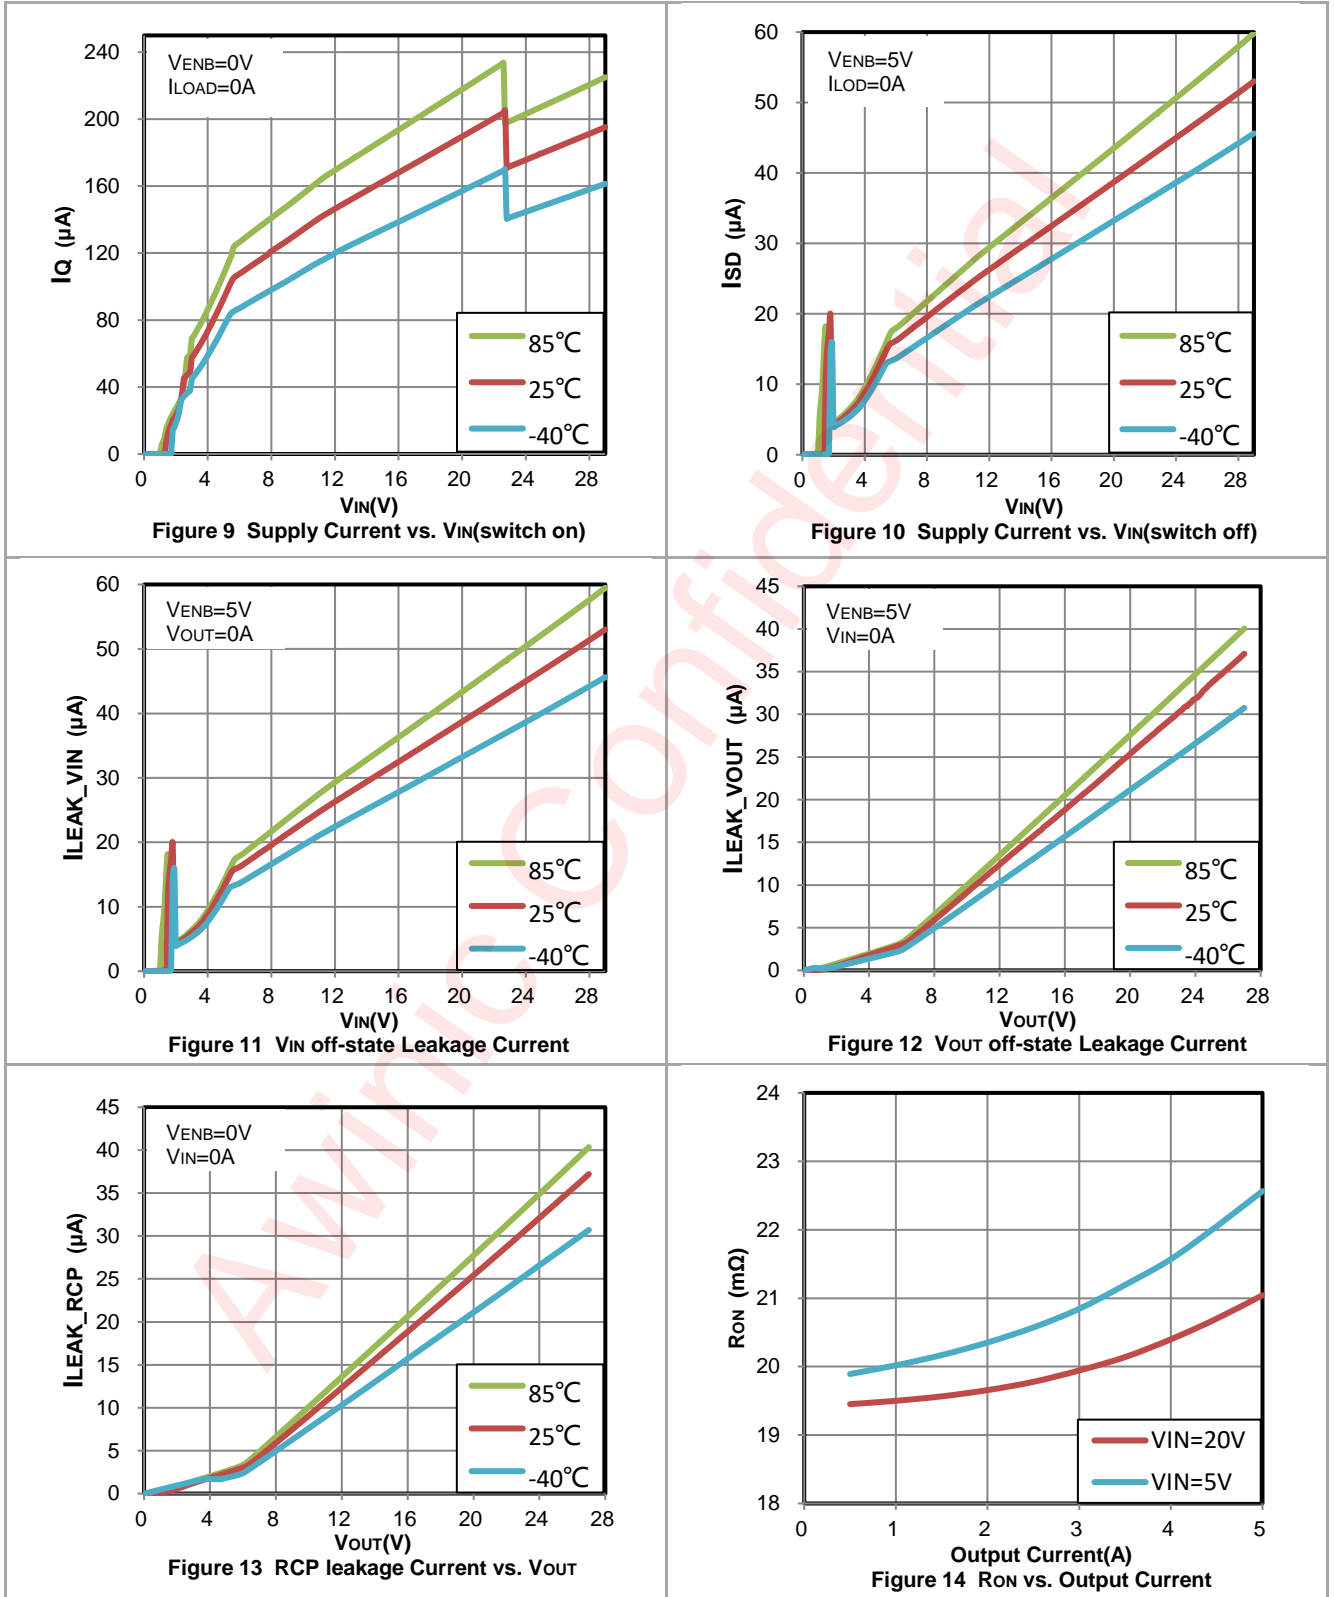 VENB=0V
ILOAD=0A
240
200
160
120
80
40
0
IQ (µA)
85℃
25℃
-40℃
0 4 8 12 16 20 24 28
VIN(V)
Figure 9 Supply Current vs. VIN(switch on)
VENB=5V
ILOD=0A
60
50
40
30
20
10
0
ISD (µA)
85℃
25℃
-40℃
0 4 8 12 16 20 24 28
VIN(V)
Figure 10 Supply Current vs. VIN(switch off)
VENB=5V
VOUT=0A
60
50
40
30
20
10
0
ILEAK_VIN (µA)
85℃
25℃
-40℃
0 4 8 12 16 20 24 28
VIN(V)
Figure 11 VIN off-state Leakage Current
VENB=5V
VIN=0A
45
40
35
30
25
20
15
10
5
0
ILEAK_VOUT (µA)
85℃
25℃
-40℃
0 4 8 12 16 20 24 28
VOUT(V)
Figure 12 VOUT off-state Leakage Current
VENB=0V
VIN=0A
45
40
35
30
25
20
15
10
5
0
ILEAK_RCP (µA)
85℃
25℃
-40℃
0 4 8 12 16 20 24 28
VOUT(V)
Figure 13 RCP leakage Current vs. VOUT
24
23
22
21
20
19
18
RON (mΩ)
VIN=20V
VIN=5V
0 1 2 3 4 5
Output Current(A)
Figure 14 RON vs. Output Current
Awinic Confidential